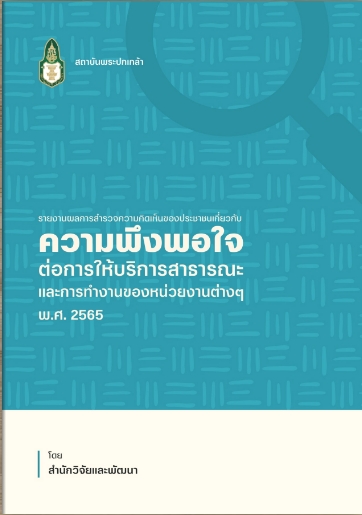 สถาบันพระปกเกล้า
รายงานผลการสำรวจความคิดเห็นของประชาชนเกี่ยวกับ
ความพึงพอใจ
ต่อการให้บริการสาธารณะ
และการทำงานของหน่วยงานต่างๆ
พ.ศ. 2565
โดย
สำนักวิจัยและพัฒนา